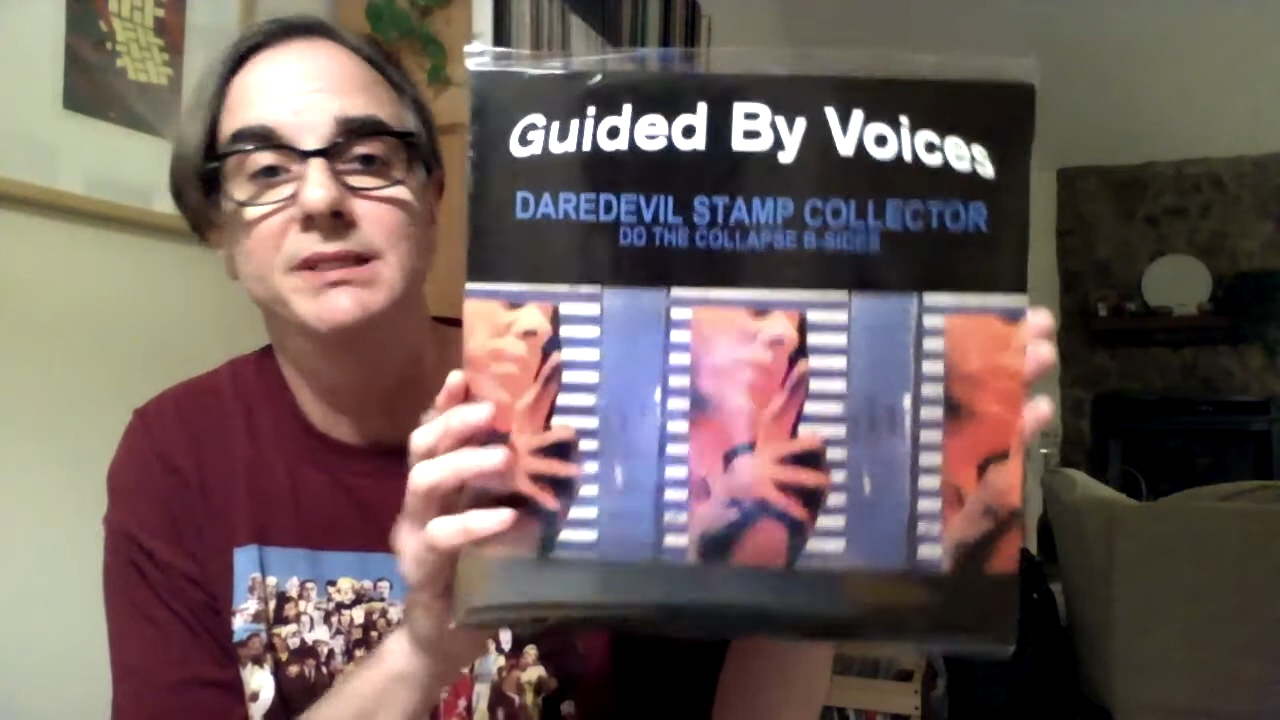 Guided By Voices
DAREDEVIL STAMP COLLECTOR
DO THE COLLAPSE B-SIDES